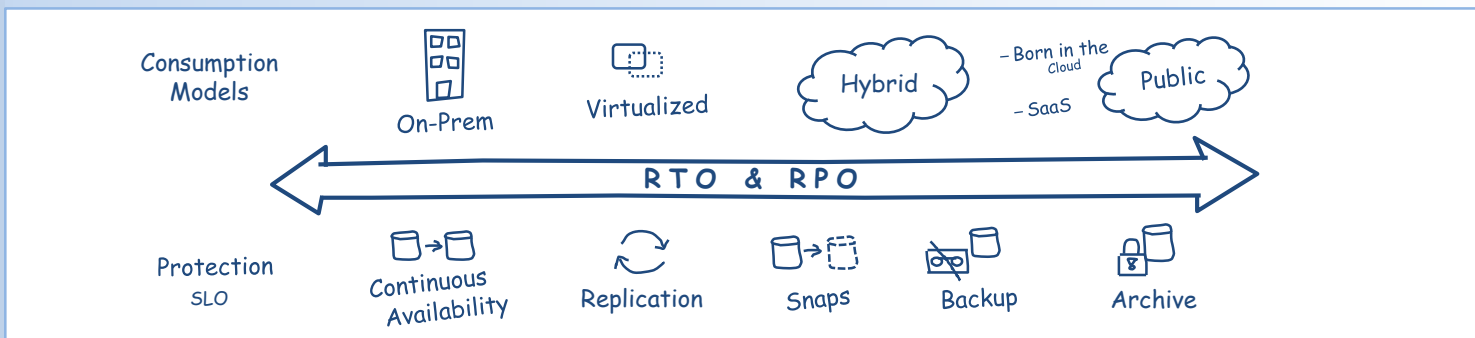 Consumption
Models
On-Prem
Virtualized
Hybrid
– Born in the
Cloud
– SaaS
Public
RTO & RPO
Protection
SLO
Continuous
Availability
Replication
Snaps
Backup
Archive